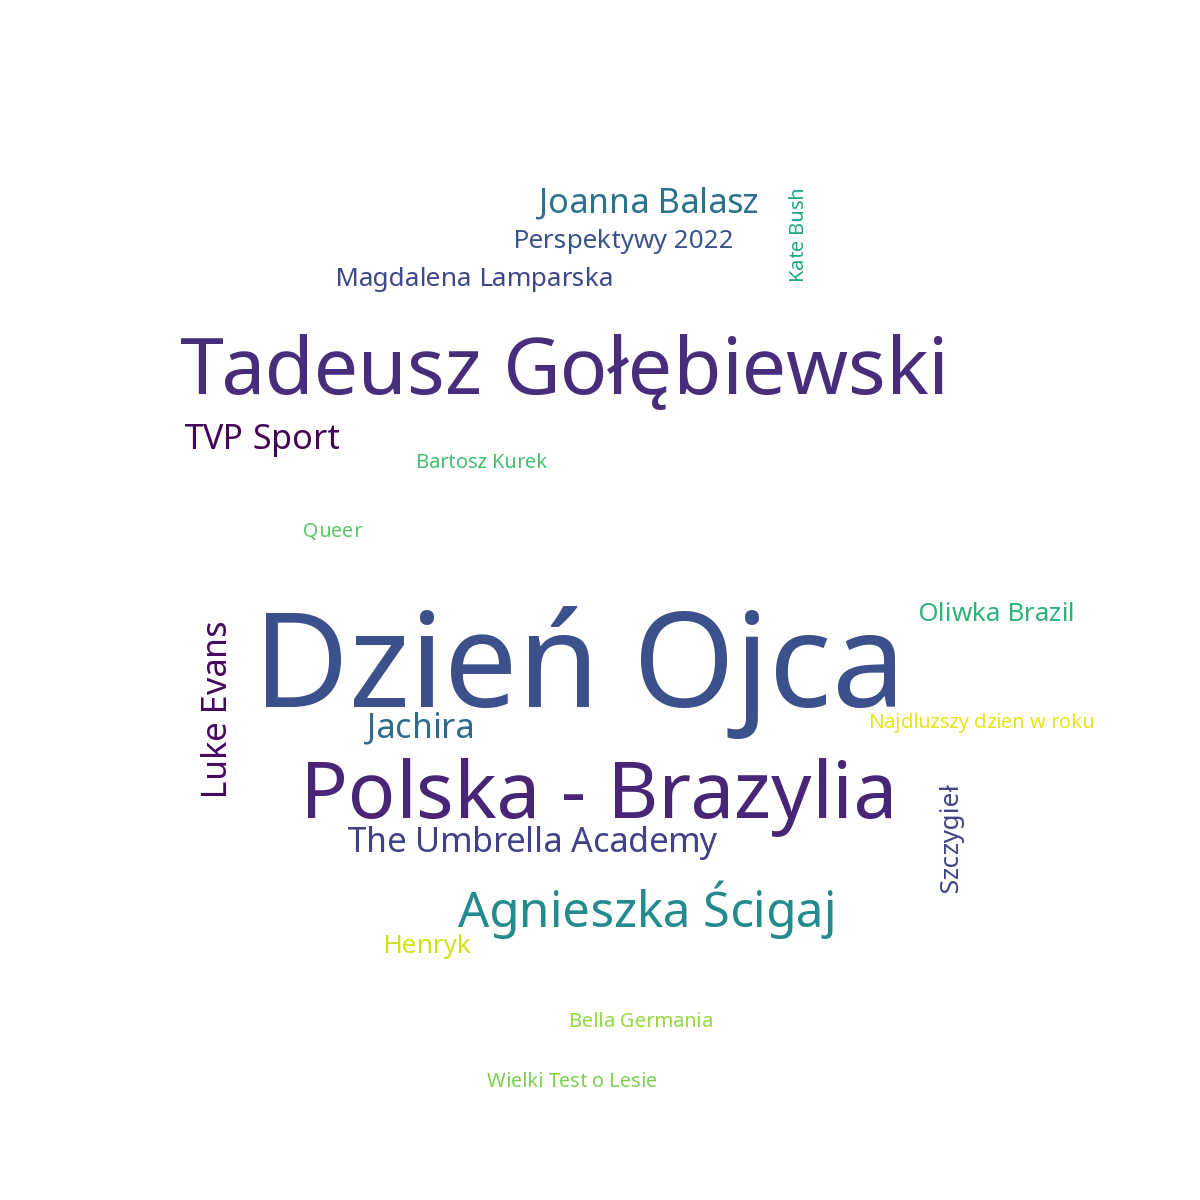 Joanna Balasz
Kate Bush
Perspektywy 2022
Magdalena Lamparska
Tadeusz Gołębiewski
TVP Sport
Bartosz Kurek
Queer
Dzień Ojca
Oliwka Brazil
Luke Evans
Jachira
Najdluzszy dzien w roku
Polska - Brazylia
The Umbrella Academy
Szczygieł
Agnieszka Ścigaj
Henryk
Bella Germania
Wielki Test o Lesie